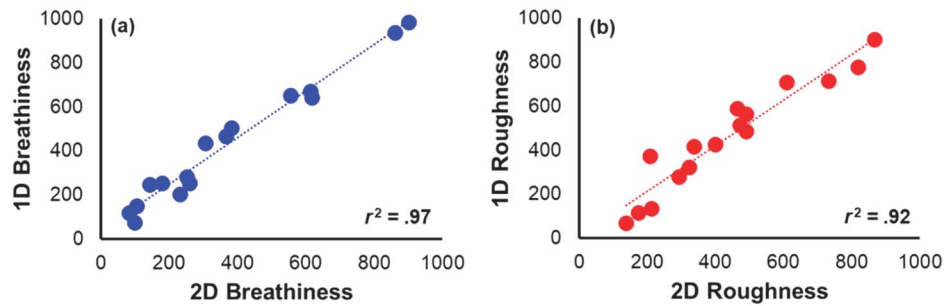 (a)
1D Breathiness
1000
800
600
400
200
0
r² = .97
0 200 400 600 800 1000
2D Breathiness
(b)
1D Roughness
1000
800
600
400
200
0
r² = .92
0 200 400 600 800 1000
2D Roughness